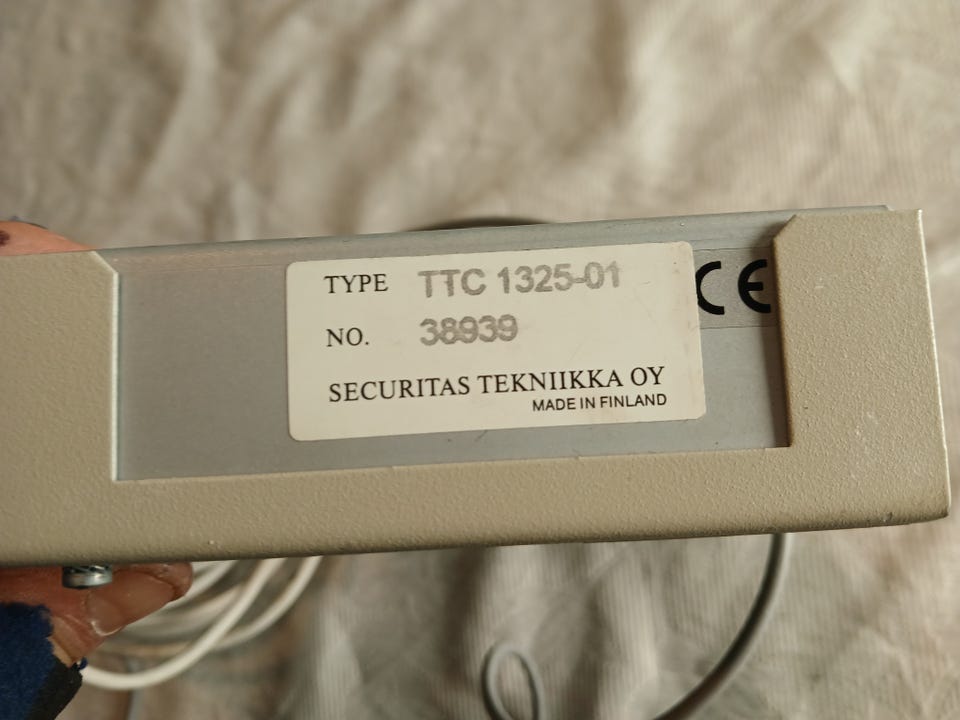 TYPE TTC 1325-01
NO. 38939
SECURITAS TEKNIIKKA OY
MADE IN FINLAND
CE